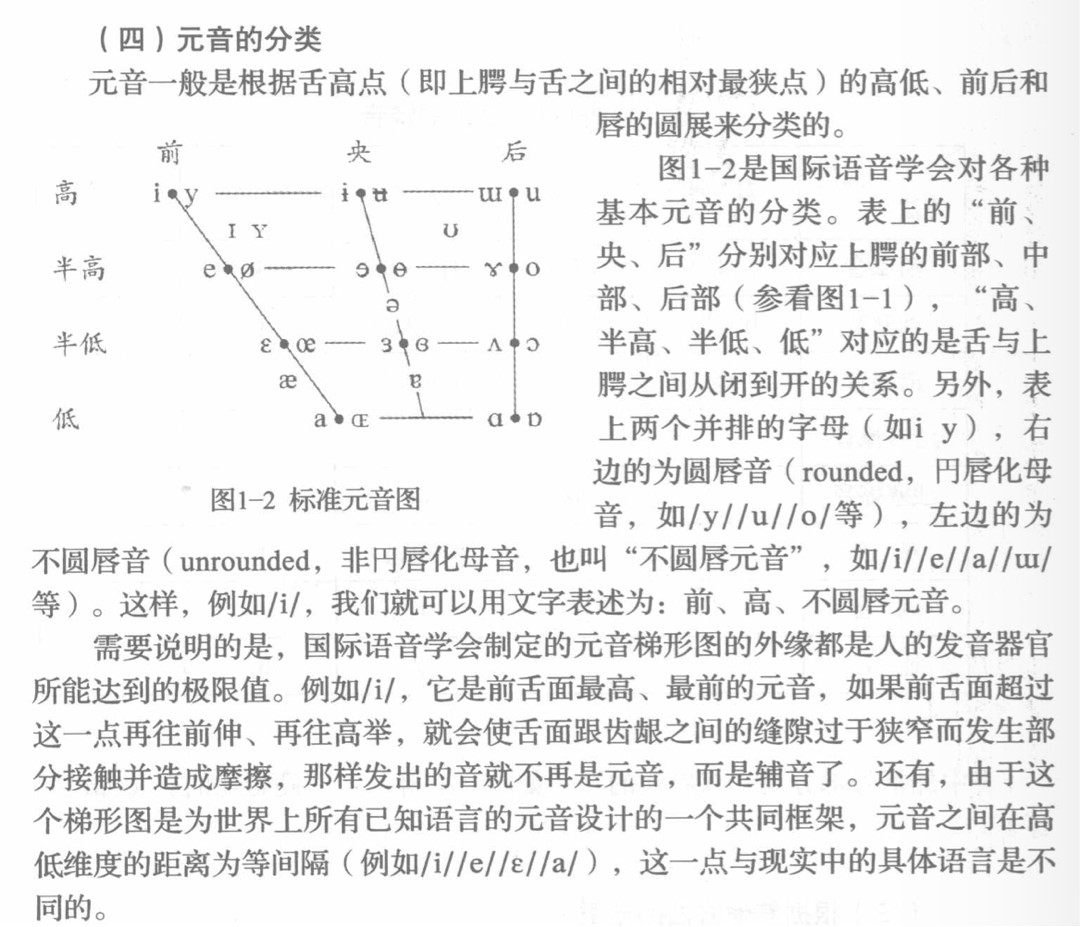 （四）元音的分类
元音一般是根据舌高点（即上腭与舌之间的相对最狭点）的高低、前后和
唇的圆展来分类的。
前 央 后
高 i y ɨ ʉ ɯ u
ɪ ʏ ʊ
半高 e ø ɘ ɵ ɤ o
ə
半低 ɛ œ ɜ ɞ ʌ ɔ
æ ɐ
低 a ɶ ɑ ɒ
图1-2 标准元音图
图1-2是国际语音学会对各种
基本元音的分类。表上的“前、
央、后”分别对应上腭的前部、中
部、后部（参看图1-1），“高、
半高、半低、低”对应的是舌与上
腭之间从闭到开的关系。另外，表
上两个并排的字母（如i y），右
边的为圆唇音（rounded，円唇化母
音，如/y//u//o/等），左边的为
不圆唇音（unrounded，非円唇化母音，也叫“不圆唇元音”，如/i//e//a//ɯ/
等）。这样，例如/i/，我们就可以用文字表述为：前、高、不圆唇元音。
需要说明的是，国际语音学会制定的元音梯形图的外缘都是人的发音器官
所能达到的极限值。例如/i/，它是前舌面最高、最前的元音，如果前舌面超过
这一点再往前伸、再往高举，就会使舌面跟齿龈之间的缝隙过于狭窄而发生部
分接触并造成摩擦，那样发出的音就不再是元音，而是辅音了。还有，由于这
个梯形图是为世界上所有已知语言的元音设计的一个共同框架，元音之间在高
低维度的距离为等间隔（例如/i//e//ɛ//a/），这一点与现实中的具体语言是不
同的。